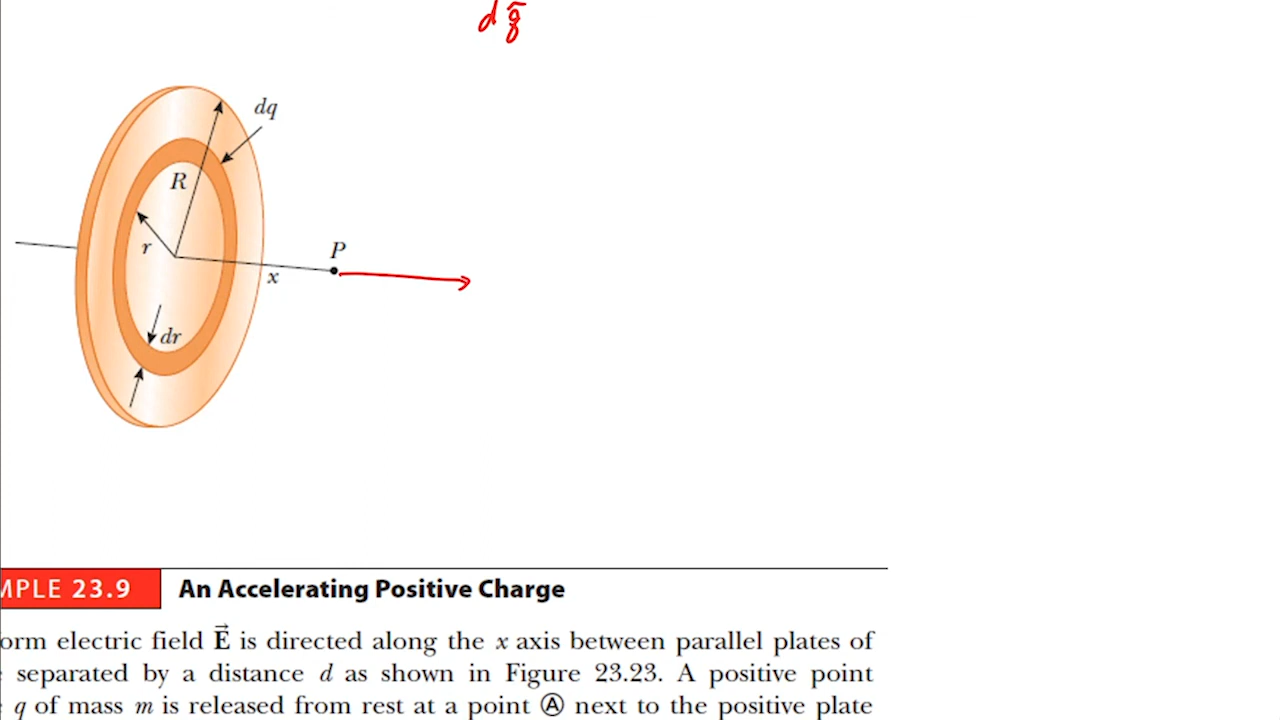 d
dq
R
r
P
x
dr
MPLE 23.9 An Accelerating Positive Charge
orm electric field E⃗ is directed along the x axis between parallel plates of
separated by a distance d as shown in Figure 23.23. A positive point
q of mass m is released from rest at a point Ⓐ next to the positive plate